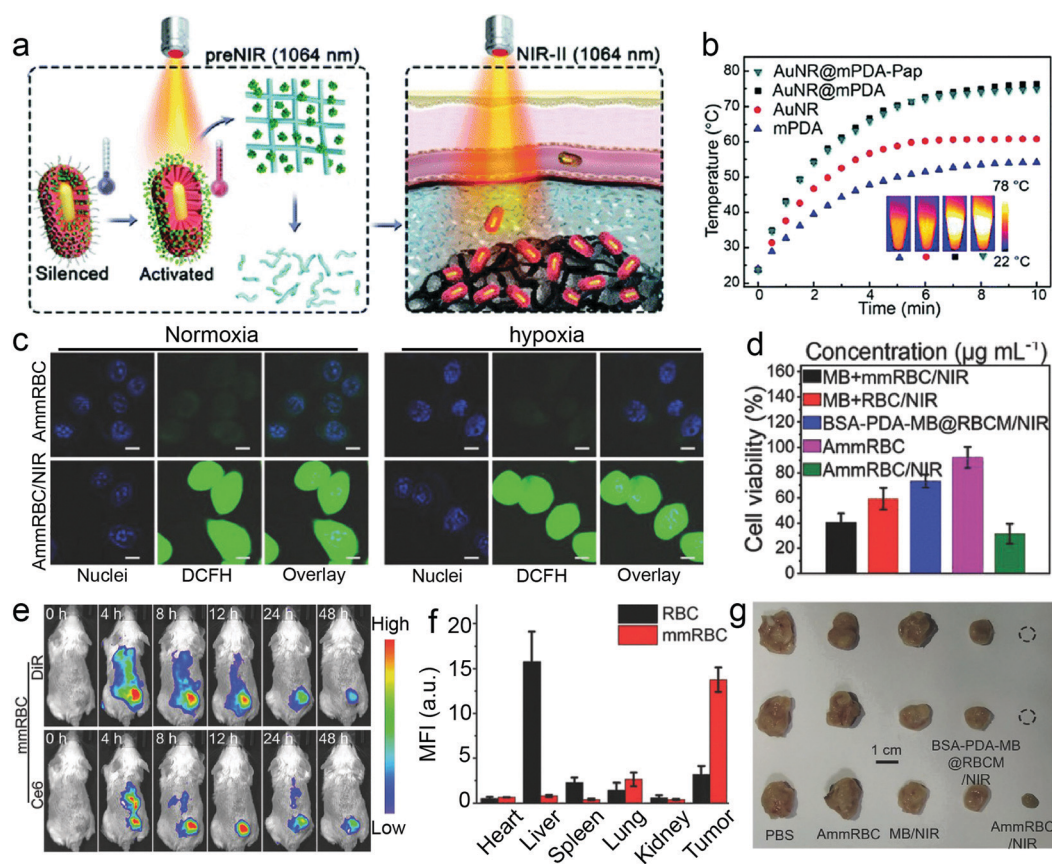 a
preNIR (1064 nm)
Silenced
Activated
NIR-II (1064 nm)
b
AuNR@mPDA-Pap
AuNR@mPDA
AuNR
mPDA
Temperature (°C)
80
70
60
50
40
30
20
78 °C
22 °C
0 2 4 6 8 10
Time (min)
c
Normoxia
hypoxia
AmmRBC
AmmRBC/NIR
Nuclei DCFH Overlay
Nuclei DCFH Overlay
d
Concentration (μg mL⁻¹)
Cell viability (%)
160
140
120
100
80
60
40
20
0
MB+mmRBC/NIR
MB+RBC/NIR
BSA-PDA-MB@RBCM/NIR
AmmRBC
AmmRBC/NIR
e
0 h 4 h 8 h 12 h 24 h 48 h
mmRBC
DiR
0 h 4 h 8 h 12 h 24 h 48 h
Ce6
High
Low
f
RBC
mmRBC
MFI (a.u.)
20
15
10
5
0
Heart Liver Spleen Lung Kidney Tumor
g
1 cm
BSA-PDA-MB
@RBCM
/NIR
PBS AmmRBC MB/NIR
AmmRBC
/NIR